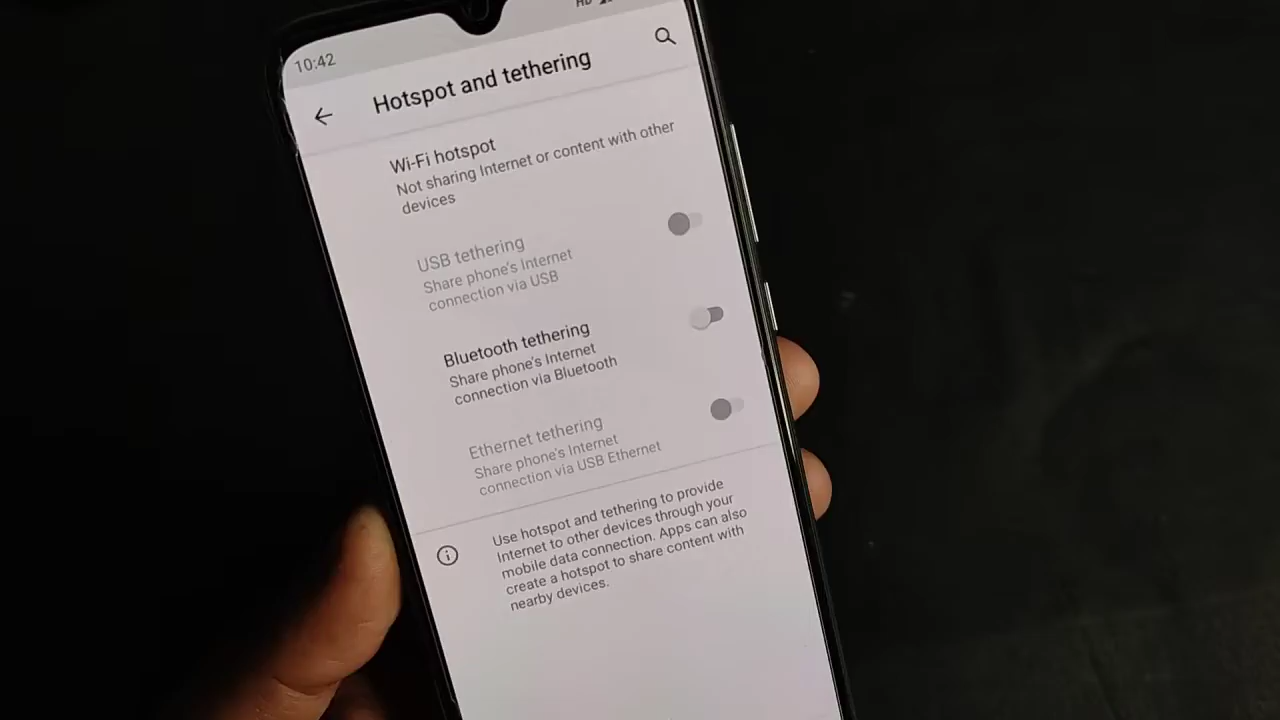 10:42
HD
Hotspot and tethering
Wi-Fi hotspot
Not sharing Internet or content with other
devices
USB tethering
Share phone's Internet
connection via USB
Bluetooth tethering
Share phone's Internet
connection via Bluetooth
Ethernet tethering
Share phone's Internet
connection via USB Ethernet
Use hotspot and tethering to provide
Internet to other devices through your
mobile data connection. Apps can also
create a hotspot to share content with
nearby devices.